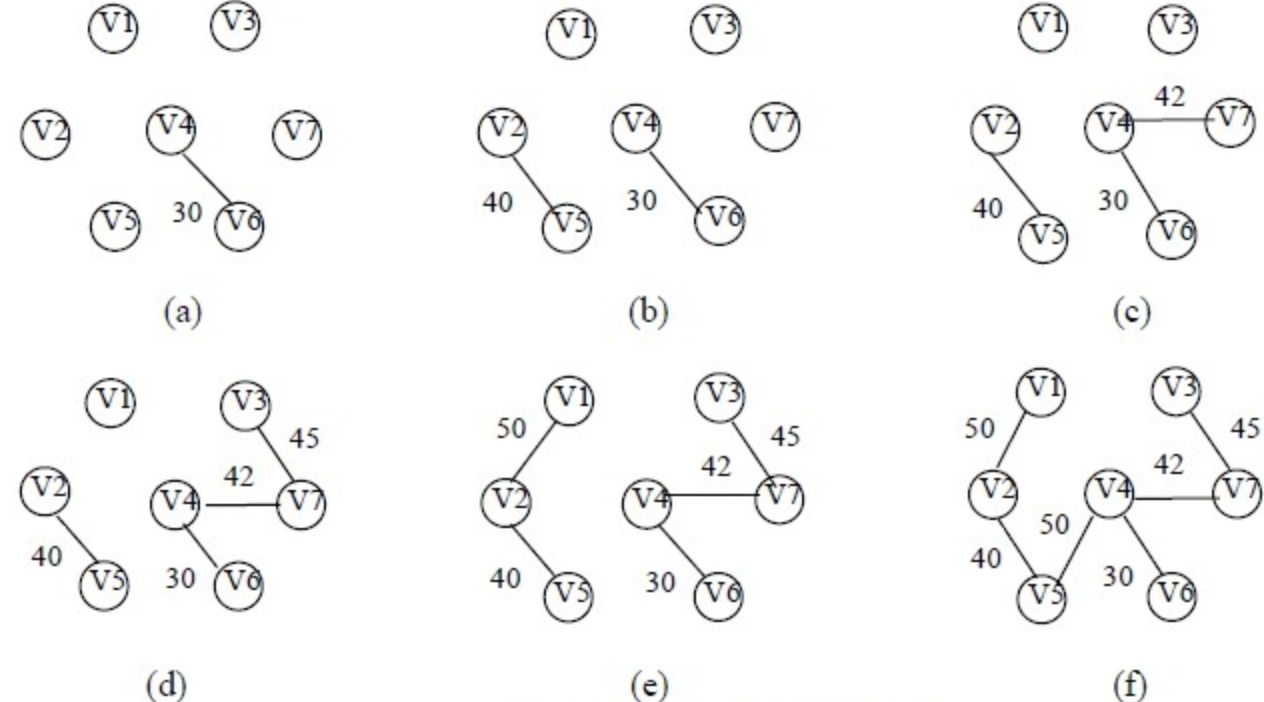 V1 V3 V1 V3 V1 V3
42
V2 V4 V7 V2 V4 V7 V2 V4 V7
40 30 40 30
V5 30 V6 V5 V6 V5 V6
(a) (b) (c)
V1 V3 V1 V3 V1 V3
45 50 45 50 45
42 42 42
V2 V4 V7 V2 V4 V7 V2 V4 V7
50
40 30 40 30 40 30
V5 V6 V5 V6 V5 V6
(d) (e) (f)